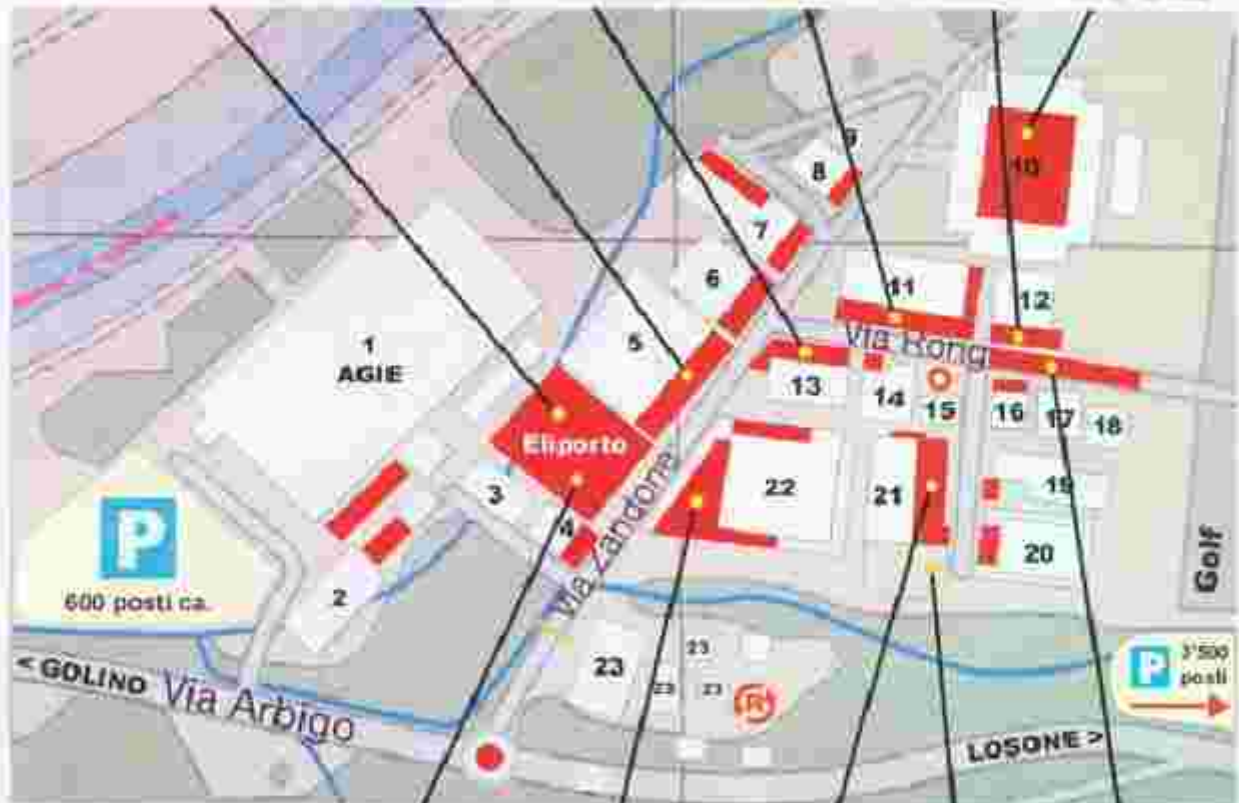 9
8
10
7
6
11
12
5
1
AGIE
Via Rong
13
14
15
16
17
18
Eliporto
3
22
21
19
4
20
Via Zandone
Golf
P
600 posti ca.
2
23
23
23
23
R
P
3'500
posti
< GOLINO
Via Arbigo
LOSONE >